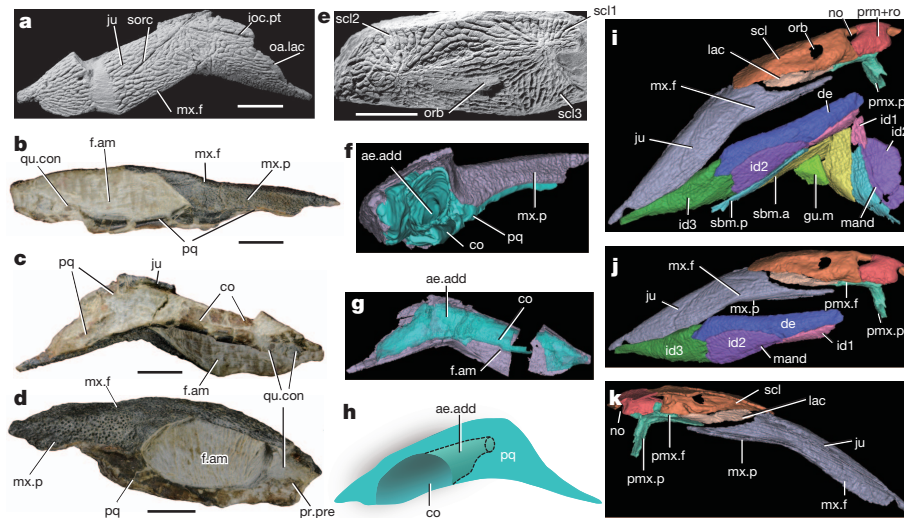 a
ju
sorc
ioc.pt
oa.lac
mx.f
b
qu.con
f.am
mx.f
mx.p
pq
c
pq
ju
co
f.am
qu.con
d
mx.f
f.am
mx.p
pq
pr.pre
e
scl2
scl1
orb
scl3
f
ae.add
mx.p
pq
co
g
ae.add
co
f.am
h
ae.add
pq
co
i
no
prm+ro
orb
scl
lac
mx.f
de
pmx.f
id1
id2
ju
id2
id3
sbm.p
sbm.a
gu.m
mand
j
mx.f
ju
mx.p
pmx.f
pmx.p
de
id3
id2
id1
mand
k
scl
lac
no
ju
pmx.p
pmx.f
mx.p
mx.f